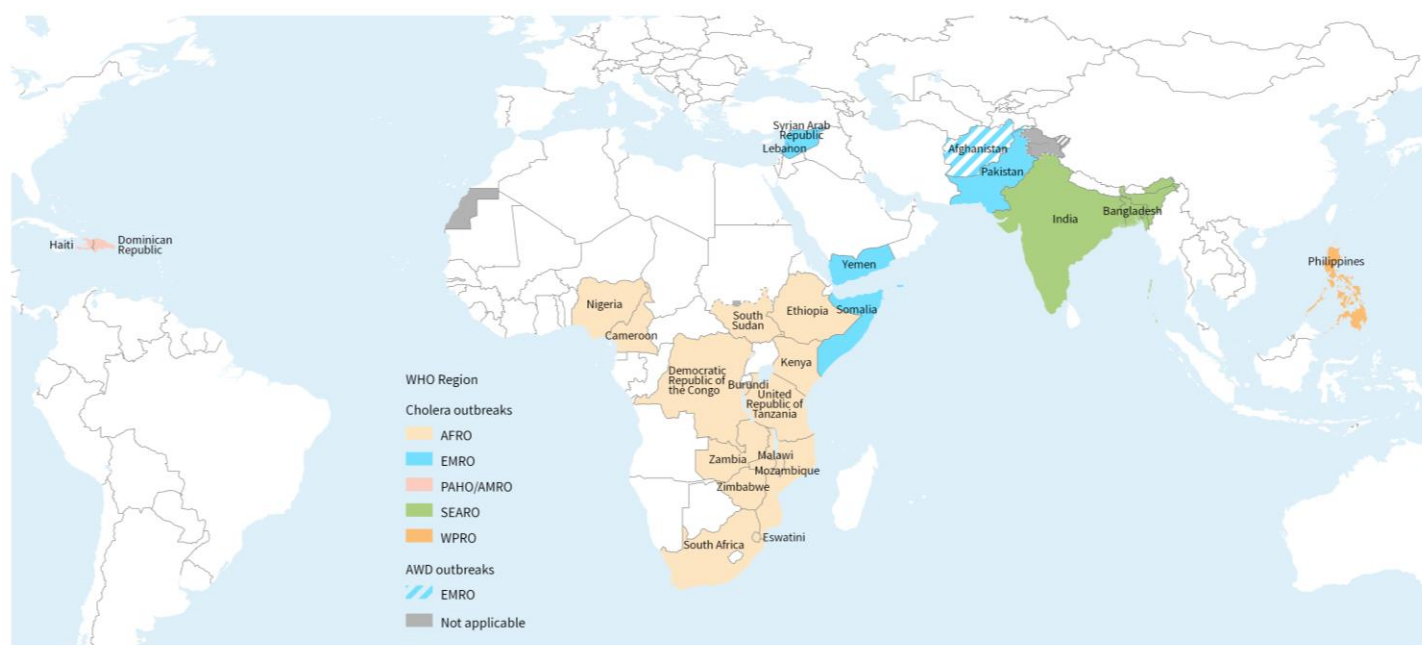 Syrian Arab
Republic
Lebanon
Afghanistan
Pakistan
India
Bangladesh
Haiti
Dominican
Republic
Yemen
Philippines
Nigeria
South
Sudan
Ethiopia
Somalia
Cameroon
Kenya
Democratic
Republic of
the Congo
Burundi
United
Republic of
Tanzania
Zambia
Malawi
Mozambique
Zimbabwe
South Africa
Eswatini
WHO Region
Cholera outbreaks
AFRO
EMRO
PAHO/AMRO
SEARO
WPRO
AWD outbreaks
EMRO
Not applicable